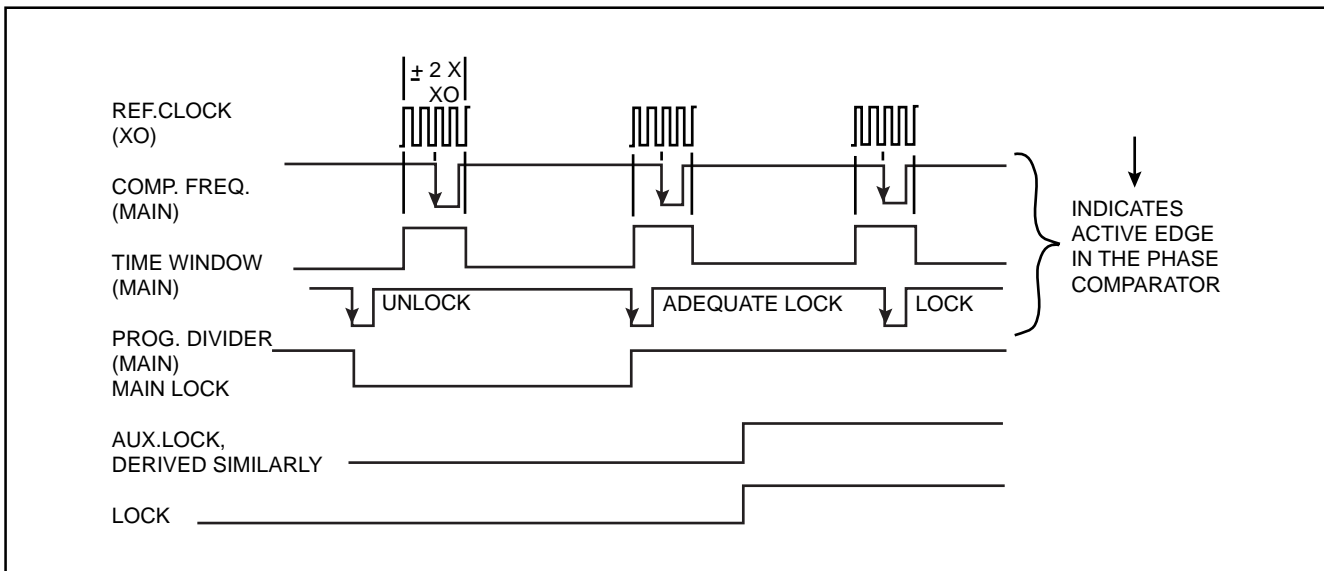 ± 2 X
XO
REF.CLOCK
(XO)
COMP. FREQ.
(MAIN)
TIME WINDOW
(MAIN)
UNLOCK
ADEQUATE LOCK
LOCK
PROG. DIVIDER
(MAIN)
MAIN LOCK
AUX.LOCK,
DERIVED SIMILARLY
LOCK
INDICATES
ACTIVE EDGE
IN THE PHASE
COMPARATOR